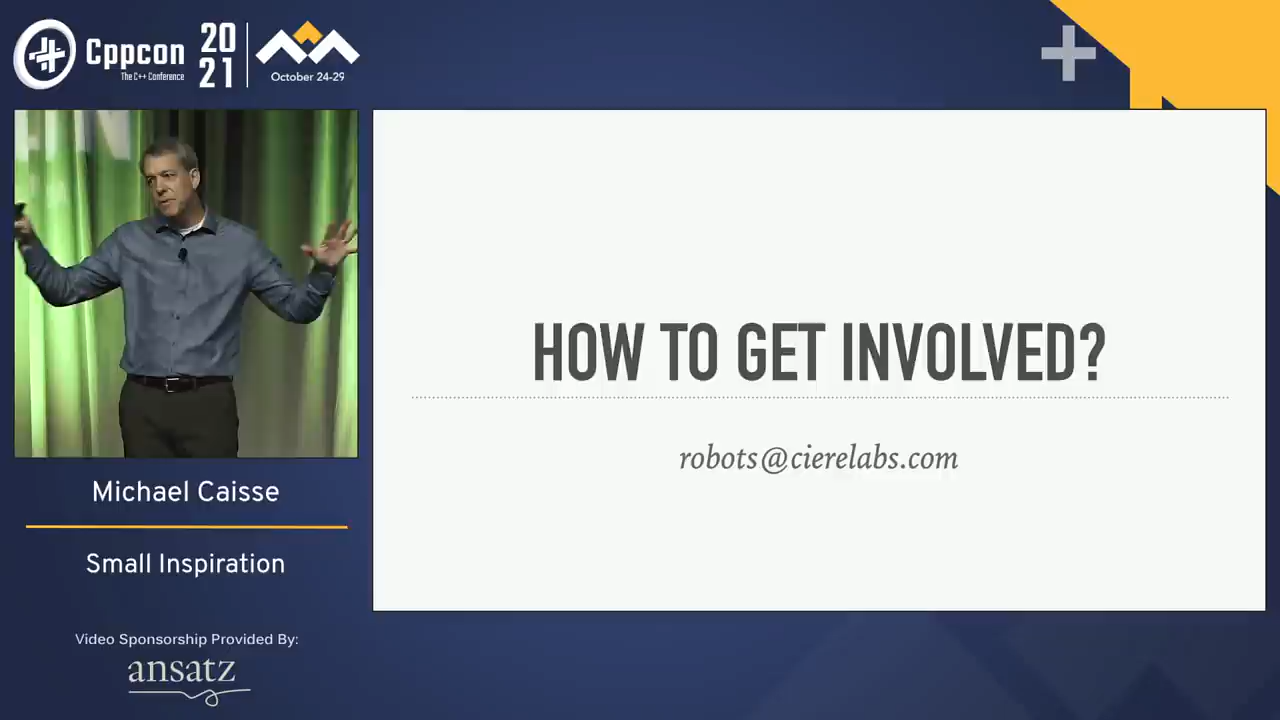 Cppcon
The C++ Conference
20
21
October 24-29
HOW TO GET INVOLVED?
robots@cierelabs.com
Michael Caisse
Small Inspiration
Video Sponsorship Provided By:
ansatz